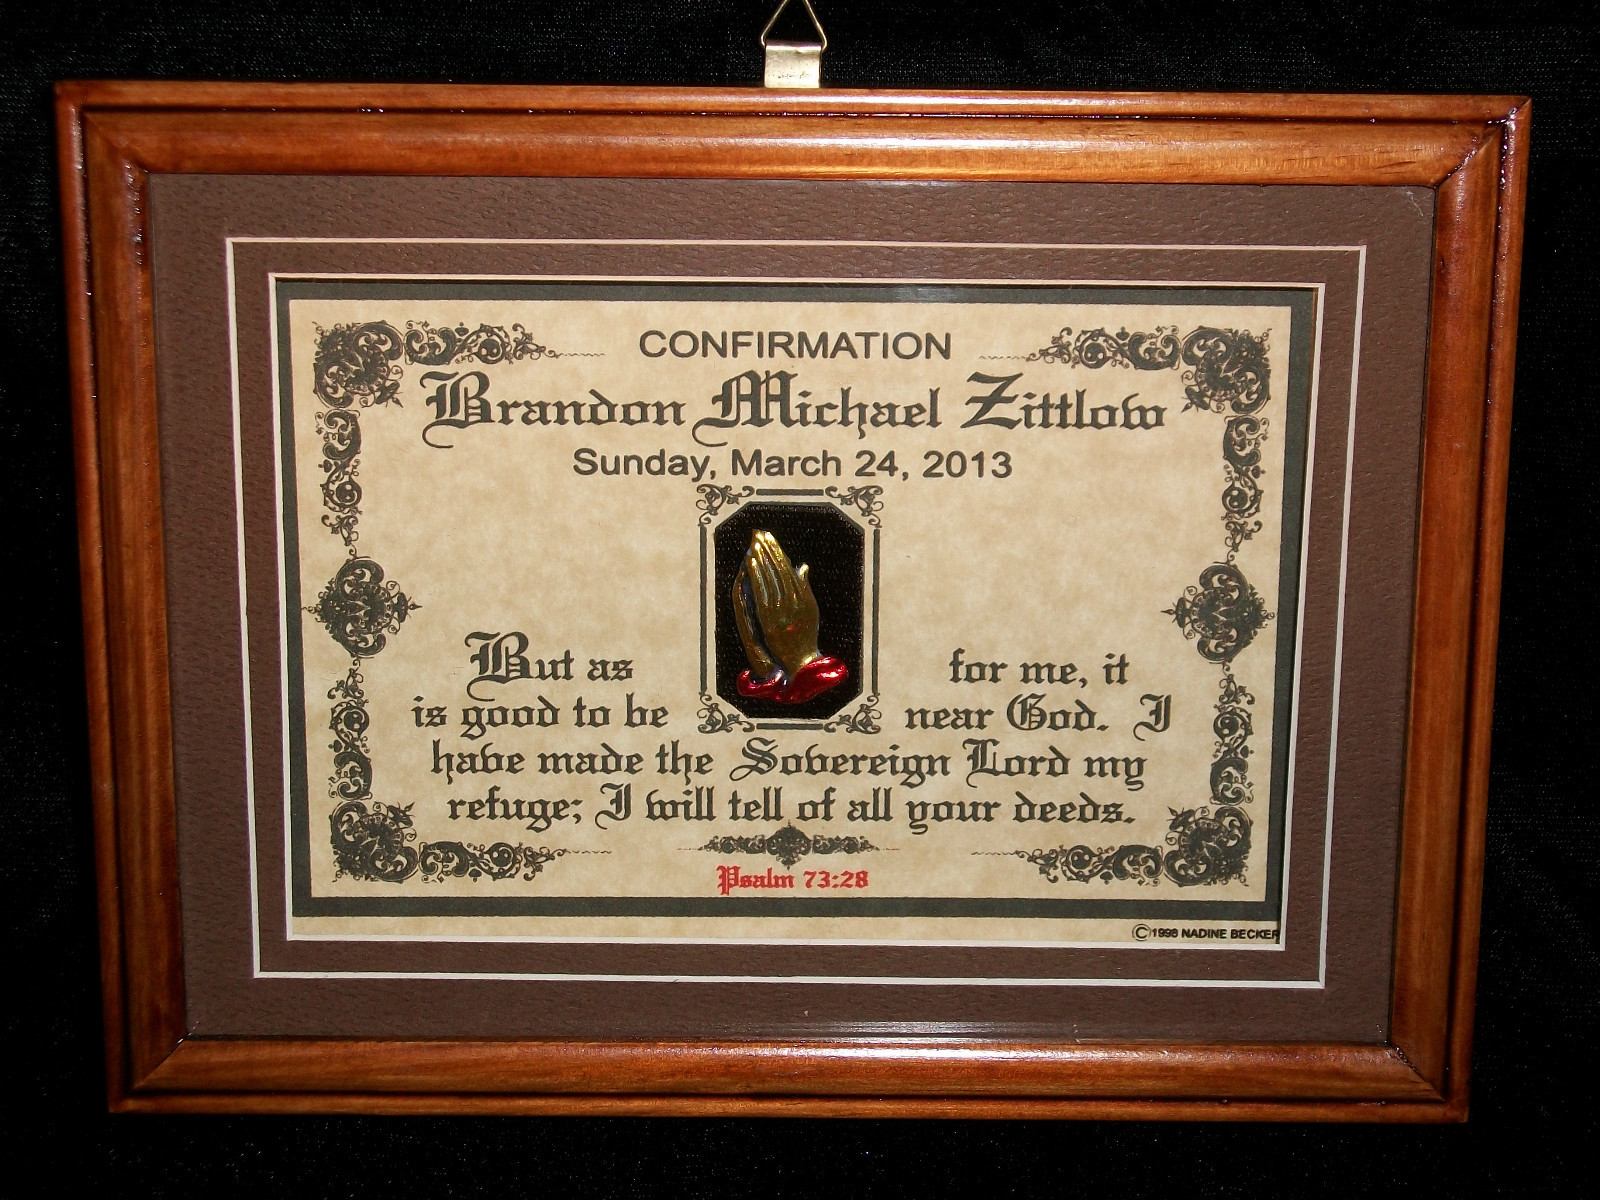 CONFIRMATION
Brandon Michael Zittlow
Sunday, March 24, 2013
But as for me, it
is good to be near God. I
have made the Sovereign Lord my
refuge; I will tell of all your deeds.
Psalm 73:28
©1998 NADINE BECKER